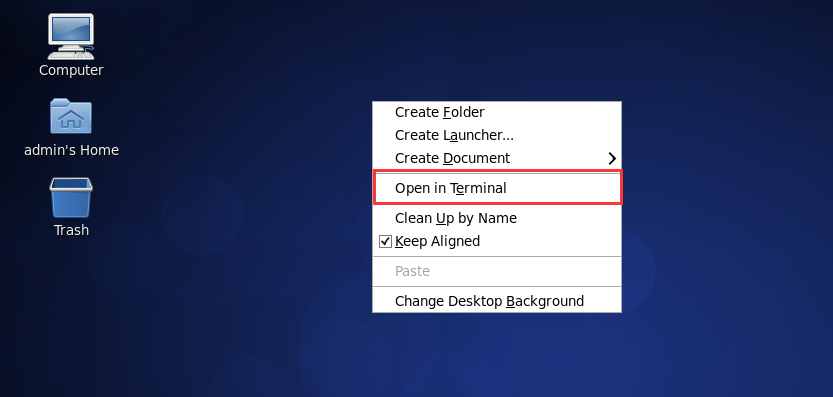 Computer
admin's Home
Trash
Create Folder
Create Launcher...
Create Document
Open in Terminal
Clean Up by Name
Keep Aligned
Paste
Change Desktop Background